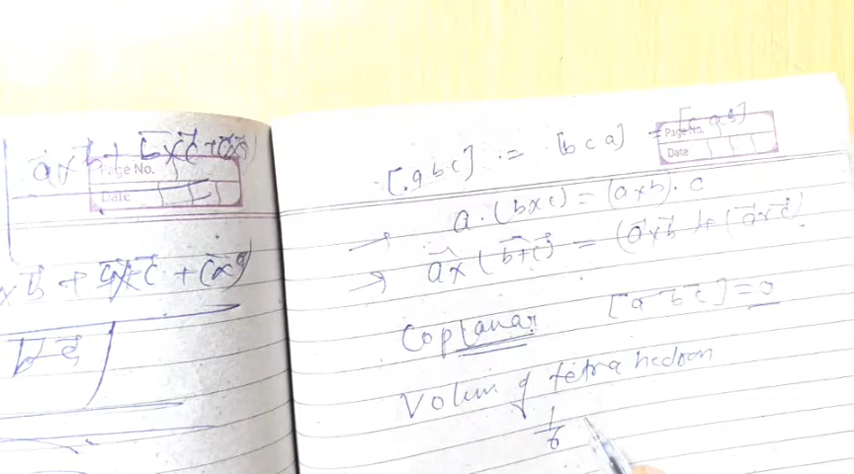 a⃗x b⃗ + b⃗x c⃗ + (c⃗x a⃗)
Page No.
Date
x b⃗ + a⃗x c⃗ + (c⃗x a⃗)
[a b c] = [b c a] = [c a b]
Page No.
Date
→ a . (b x c) = (a x b) . c
→ a⃗ x (b⃗ + c⃗) = (a⃗ x b⃗) + (a⃗ x c⃗)
Coplanar [a⃗ b⃗ c⃗] = 0
Volum of tetra hedron
1/6